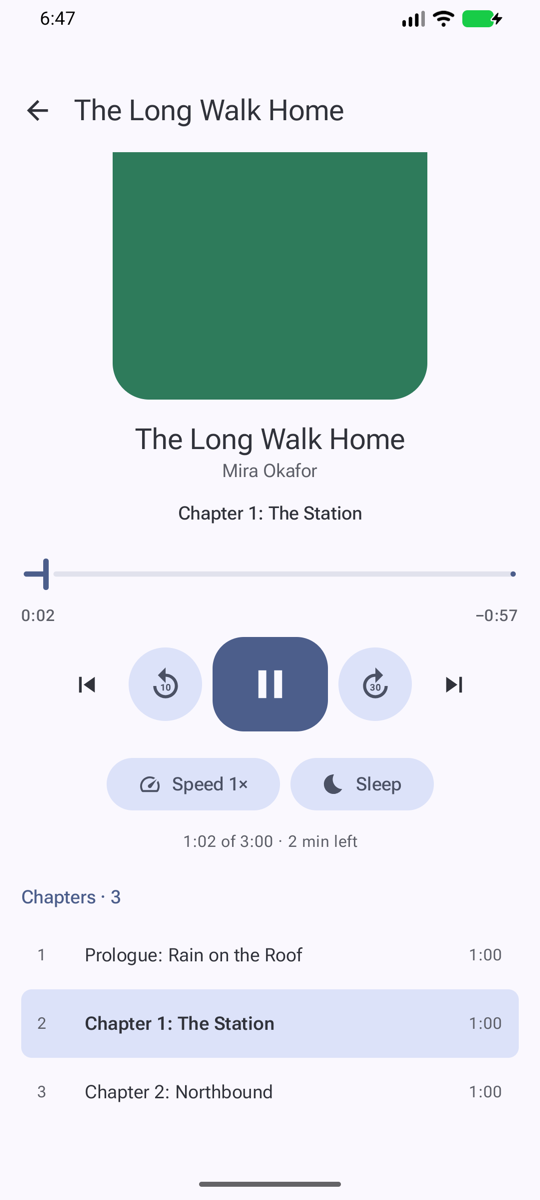 6:47
The Long Walk Home
The Long Walk Home
Mira Okafor
Chapter 1: The Station
0:02 −0:57
10 30
Speed 1× Sleep
1:02 of 3:00 · 2 min left
Chapters · 3
1 Prologue: Rain on the Roof 1:00
2 Chapter 1: The Station 1:00
3 Chapter 2: Northbound 1:00